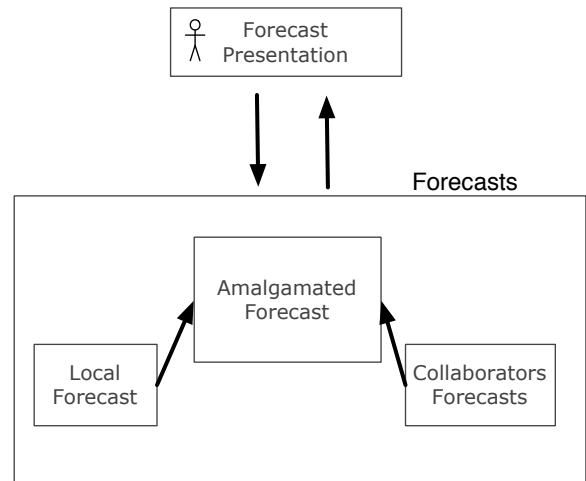 Forecast
Presentation
Forecasts
Amalgamated
Forecast
Local
Forecast
Collaborators
Forecasts